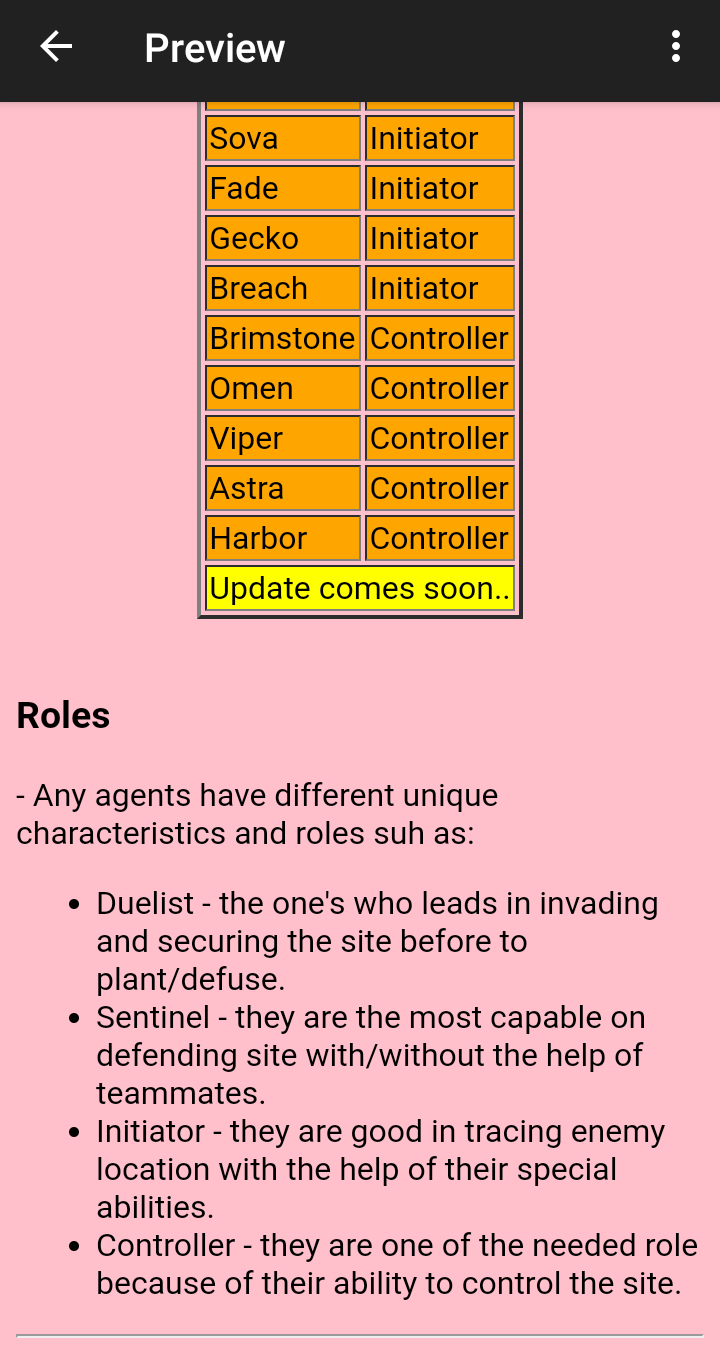 Preview
Sova Initiator
Fade Initiator
Gecko Initiator
Breach Initiator
Brimstone Controller
Omen Controller
Viper Controller
Astra Controller
Harbor Controller
Update comes soon..
Roles
- Any agents have different unique
characteristics and roles suh as:
• Duelist - the one's who leads in invading
and securing the site before to
plant/defuse.
• Sentinel - they are the most capable on
defending site with/without the help of
teammates.
• Initiator - they are good in tracing enemy
location with the help of their special
abilities.
• Controller - they are one of the needed role
because of their ability to control the site.